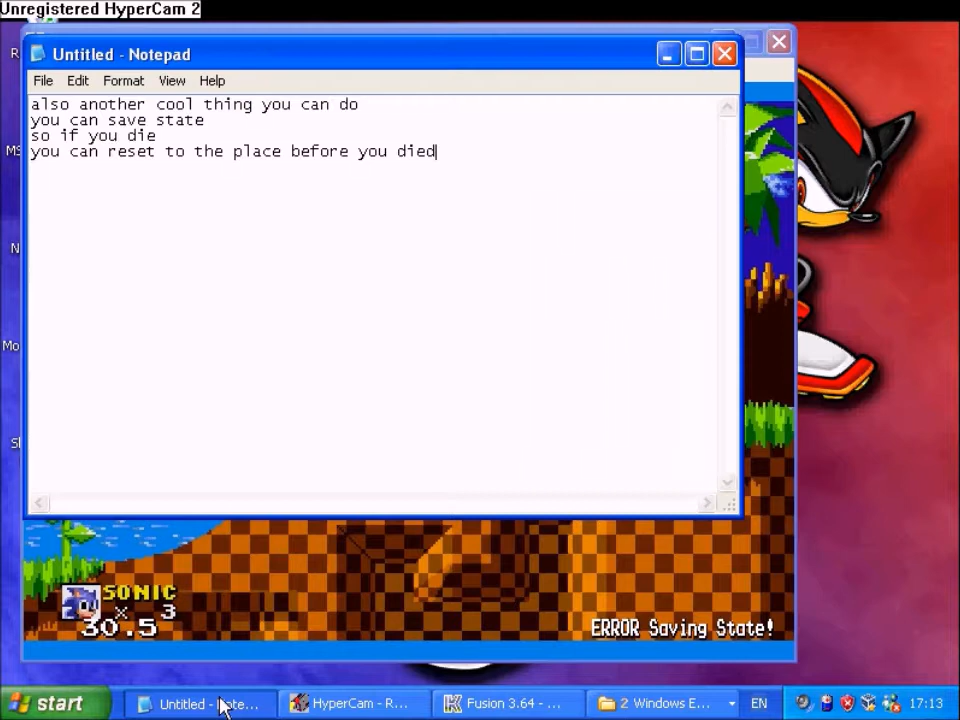 Unregistered HyperCam 2
Untitled - Notepad
File Edit Format View Help
also another cool thing you can do
you can save state
so if you die
you can reset to the place before you died
SONIC
x 3
30.5
ERROR Saving State!
start
Untitled - 
HyperCam - R...
Fusion 3.64 - ...
2 Windows E...
EN
17:13